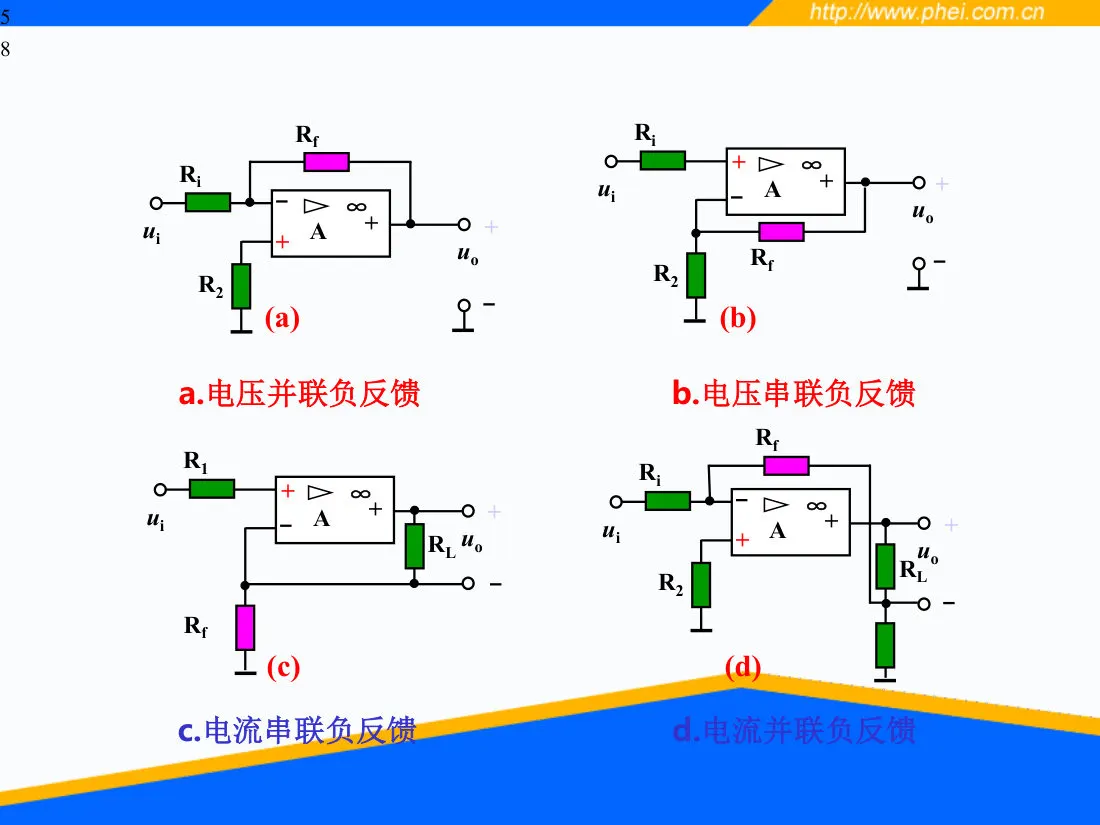 5
8
http://www.phei.com.cn
Rf
Ri
ui
− ▷ ∞
+
A
+
R2
uo
+
−
(a)
Ri
ui
+ ▷ ∞
+
A
−
Rf
R2
uo
+
−
(b)
a.电压并联负反馈
b.电压串联负反馈
R1
ui
+ ▷ ∞
+
A
−
RL
uo
+
−
Rf
(c)
Rf
Ri
ui
− ▷ ∞
+
A
+
R2
uo
+
RL
−
(d)
c.电流串联负反馈
d.电流并联负反馈